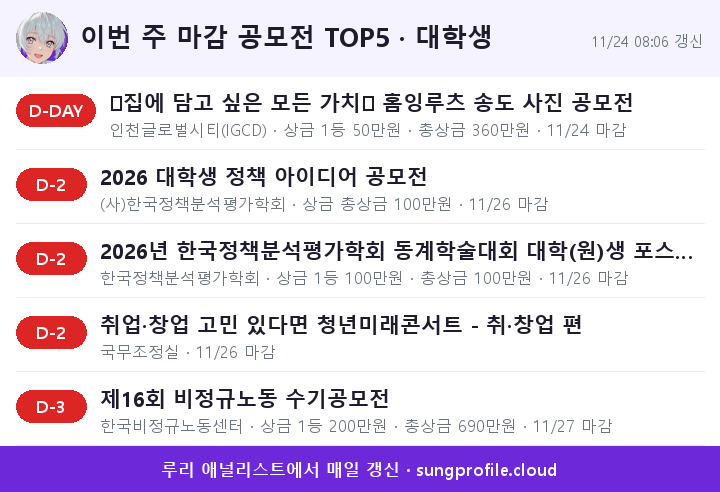 이번 주 마감 공모전 TOP5 · 대학생
11/24 08:06 갱신
D-DAY
집에 담고 싶은 모든 가치 홈잉루츠 송도 사진 공모전
인천글로벌시티(IGCD) · 상금 1등 50만원 · 총상금 360만원 · 11/24 마감
D-2
2026 대학생 정책 아이디어 공모전
(사)한국정책분석평가학회 · 상금 총상금 100만원 · 11/26 마감
D-2
2026년 한국정책분석평가학회 동계학술대회 대학(원)생 포스...
한국정책분석평가학회 · 상금 1등 100만원 · 총상금 100만원 · 11/26 마감
D-2
취업·창업 고민 있다면 청년미래콘서트 - 취·창업 편
국무조정실 · 11/26 마감
D-3
제16회 비정규노동 수기공모전
한국비정규노동센터 · 상금 1등 200만원 · 총상금 690만원 · 11/27 마감
루리 애널리스트에서 매일 갱신 · sungprofile.cloud